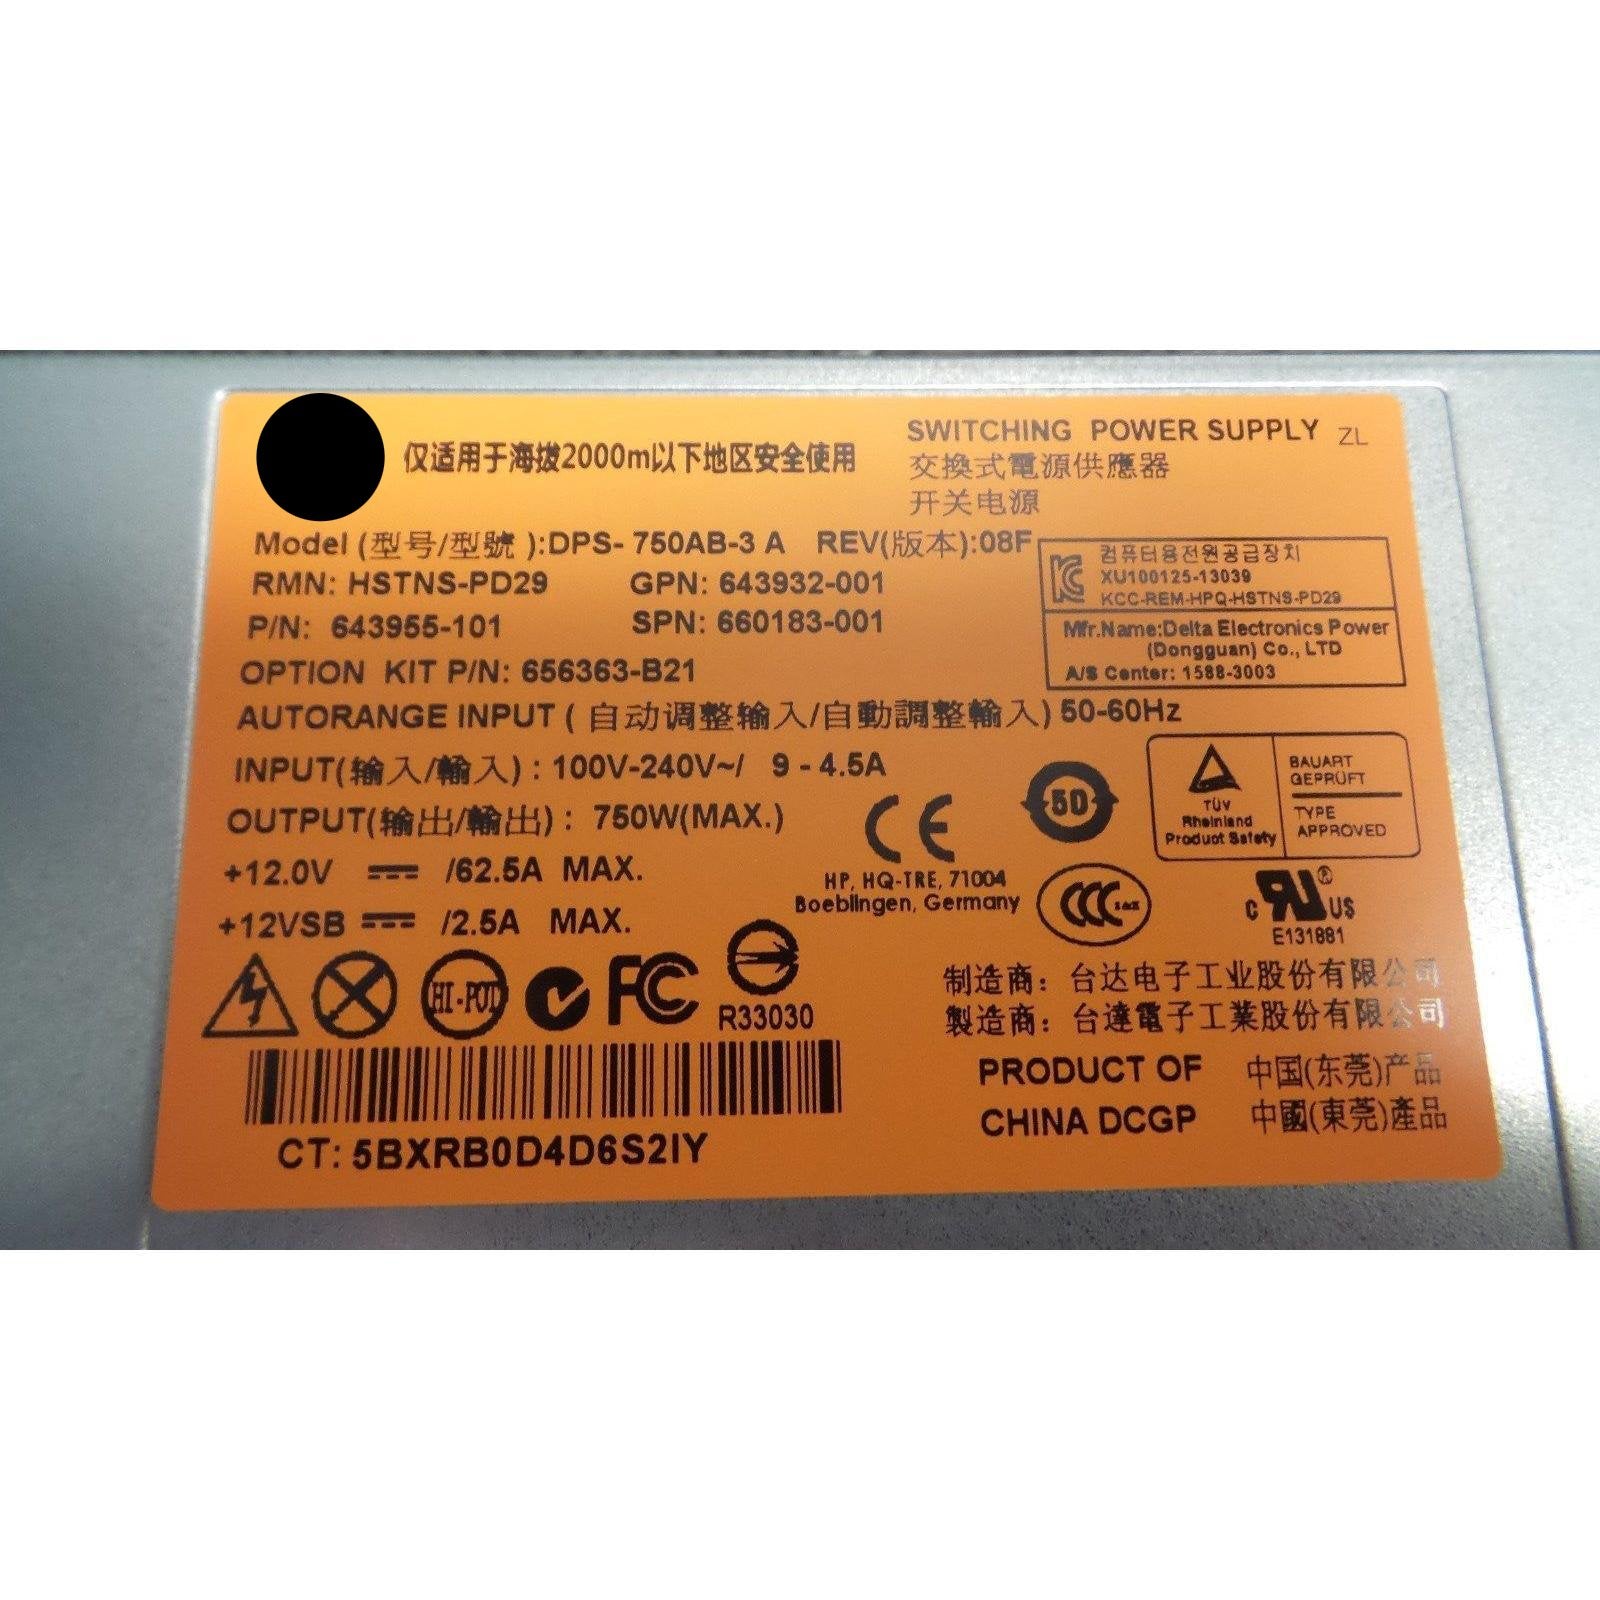 仅适用于海拔2000m以下地区安全使用
SWITCHING POWER SUPPLY ZL
交換式電源供應器
开关电源
Model (型号/型號 ):DPS- 750AB-3 A REV(版本):08F
RMN: HSTNS-PD29 GPN: 643932-001
P/N: 643955-101 SPN: 660183-001
OPTION KIT P/N: 656363-B21
컴퓨터용전원공급장치
XU100125-13039
KCC-REM-HPQ-HSTNS-PD29
Mfr.Name:Delta Electronics Power
(Dongguan) Co., LTD
A/S Center: 1588-3003
AUTORANGE INPUT ( 自动调整输入/自動調整輸入) 50-60Hz
INPUT(输入/輸入) : 100V-240V~/ 9 - 4.5A
OUTPUT(输出/輸出) : 750W(MAX.)
+12.0V ⎓ /62.5A MAX.
+12VSB ⎓ /2.5A MAX.
CE
50
TÜV
Rheinland
Product Safety
BAUART
GEPRÜFT
TYPE
APPROVED
HP, HQ-TRE, 71004
Boeblingen, Germany
CCC S&E
c RU ® US
E131881
HI-POT
FC
R33030
制造商：台达电子工业股份有限公司
製造商：台達電子工業股份有限公司
PRODUCT OF 中国(东莞)产品
CHINA DCGP 中國(東莞)產品
CT: 5BXRB0D4D6S2IY